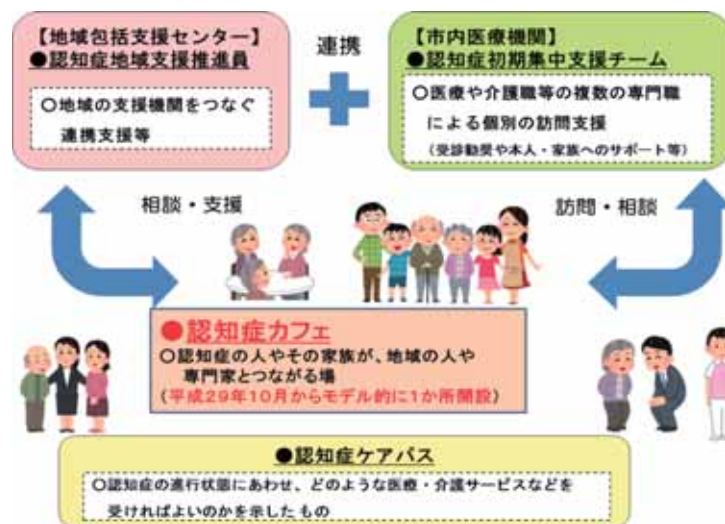 【地域包括支援センター】
●認知症地域支援推進員
○地域の支援機関をつなぐ
連携支援等
連携
【市内医療機関】
●認知症初期集中支援チーム
○医療や介護職等の複数の専門職
による個別の訪問支援
(受診勧奨や本人・家族へのサポート等)
相談・支援
訪問・相談
●認知症カフェ
○認知症の人やその家族が、地域の人や
専門家とつながる場
(平成29年10月からモデル的に1か所開設)
●認知症ケアパス
○認知症の進行状態にあわせ、どのような医療・介護サービスなどを
受ければよいのかを示したもの